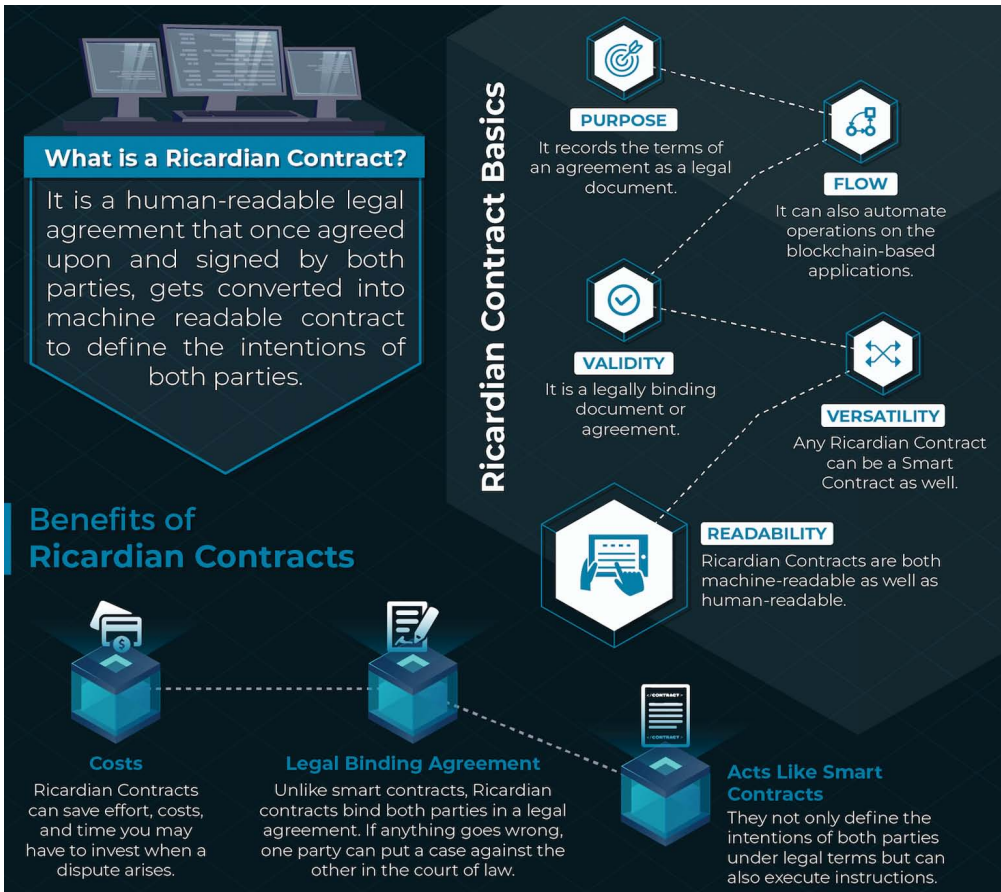 What is a Ricardian Contract?
It is a human-readable legal
agreement that once agreed
upon and signed by both
parties, gets converted into
machine readable contract
to define the intentions of
both parties.
Ricardian Contract Basics
PURPOSE
It records the terms of
an agreement as a legal
document.
FLOW
It can also automate
operations on the
blockchain-based
applications.
VALIDITY
It is a legally binding
document or
agreement.
VERSATILITY
Any Ricardian Contract
can be a Smart
Contract as well.
READABILITY
Ricardian Contracts are both
machine-readable as well as
human-readable.
Benefits of
Ricardian Contracts
$
Costs
Ricardian Contracts
can save effort, costs,
and time you may
have to invest when a
dispute arises.
Legal Binding Agreement
Unlike smart contracts, Ricardian
contracts bind both parties in a legal
agreement. If anything goes wrong,
one party can put a case against the
other in the court of law.
</CONTRACT>
</CONTRACT>
Acts Like Smart
Contracts
They not only define the
intentions of both parties
under legal terms but can
also execute instructions.